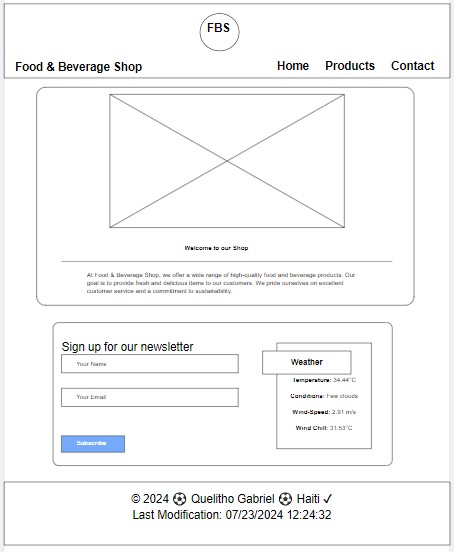 FBS
Food & Beverage Shop
Home Products Contact
Welcome to our Shop
At Food & Beverage Shop, we offer a wide range of high-quality food and beverage products. Our
goal is to provide fresh and delicious items to our customers. We pride ourselves on excellent
customer service and a commitment to sustainability.
Sign up for our newsletter
Your Name
Your Email
Subscribe
Weather
Temperature: 34.44°C
Conditions: Few clouds
Wind-Speed: 2.91 m/s
Wind Chill: 31.53°C
© 2024 ⚽ Quelitho Gabriel ⚽ Haiti ✓
Last Modification: 07/23/2024 12:24:32